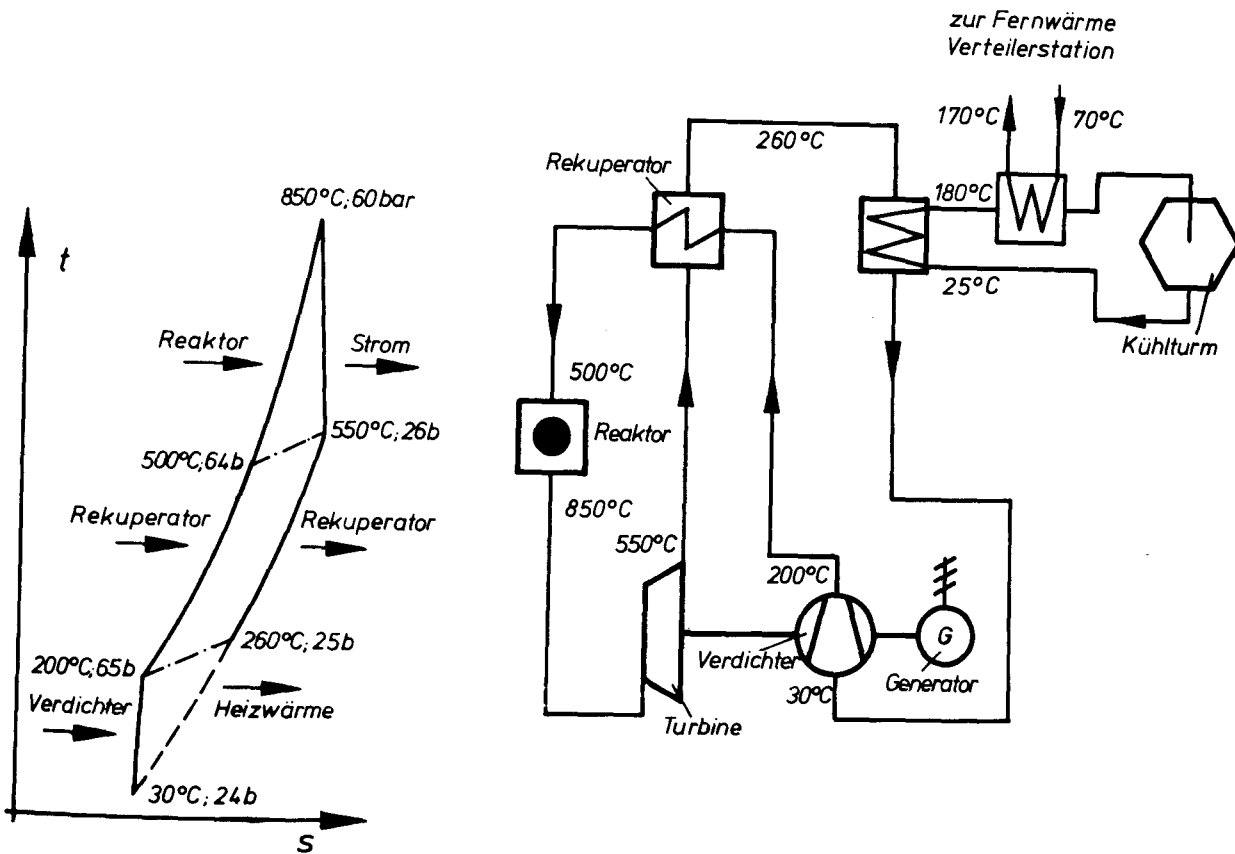 zur Fernwärme
Verteilerstation
170°C
70°C
260°C
Rekuperator
180°C
25°C
Kühlturm
850°C; 60bar
t
Reaktor
Strom
500°C
Reaktor
550°C; 26b
500°C; 64b
850°C
Rekuperator
Rekuperator
550°C
200°C
260°C; 25b
200°C; 65b
Verdichter
G
Generator
Verdichter
Heizwärme
30°C
Turbine
30°C; 24b
s